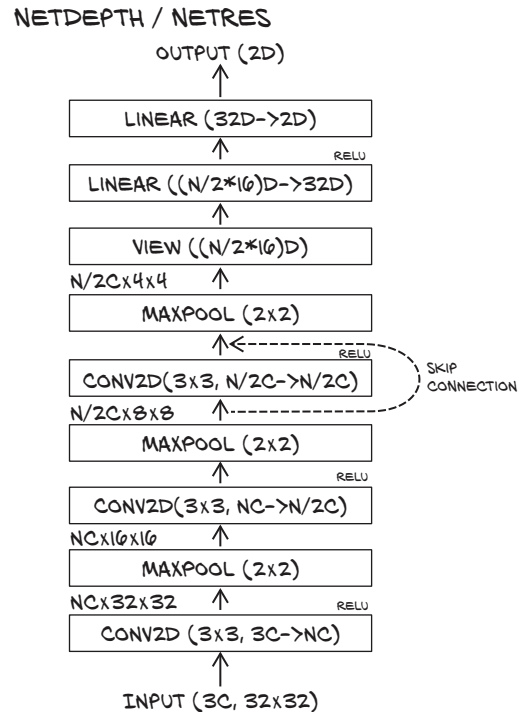 NETDEPTH / NETRES
OUTPUT (2D)
LINEAR (32D->2D)
RELU
LINEAR ((N/2*16)D->32D)
VIEW ((N/2*16)D)
N/2CX4X4
MAXPOOL (2X2)
RELU
CONV2D(3X3, N/2C->N/2C)
SKIP
CONNECTION
N/2CX8X8
MAXPOOL (2X2)
RELU
CONV2D(3X3, NC->N/2C)
NCX16X16
MAXPOOL (2X2)
NCX32X32
RELU
CONV2D (3X3, 3C->NC)
INPUT (3C, 32X32)